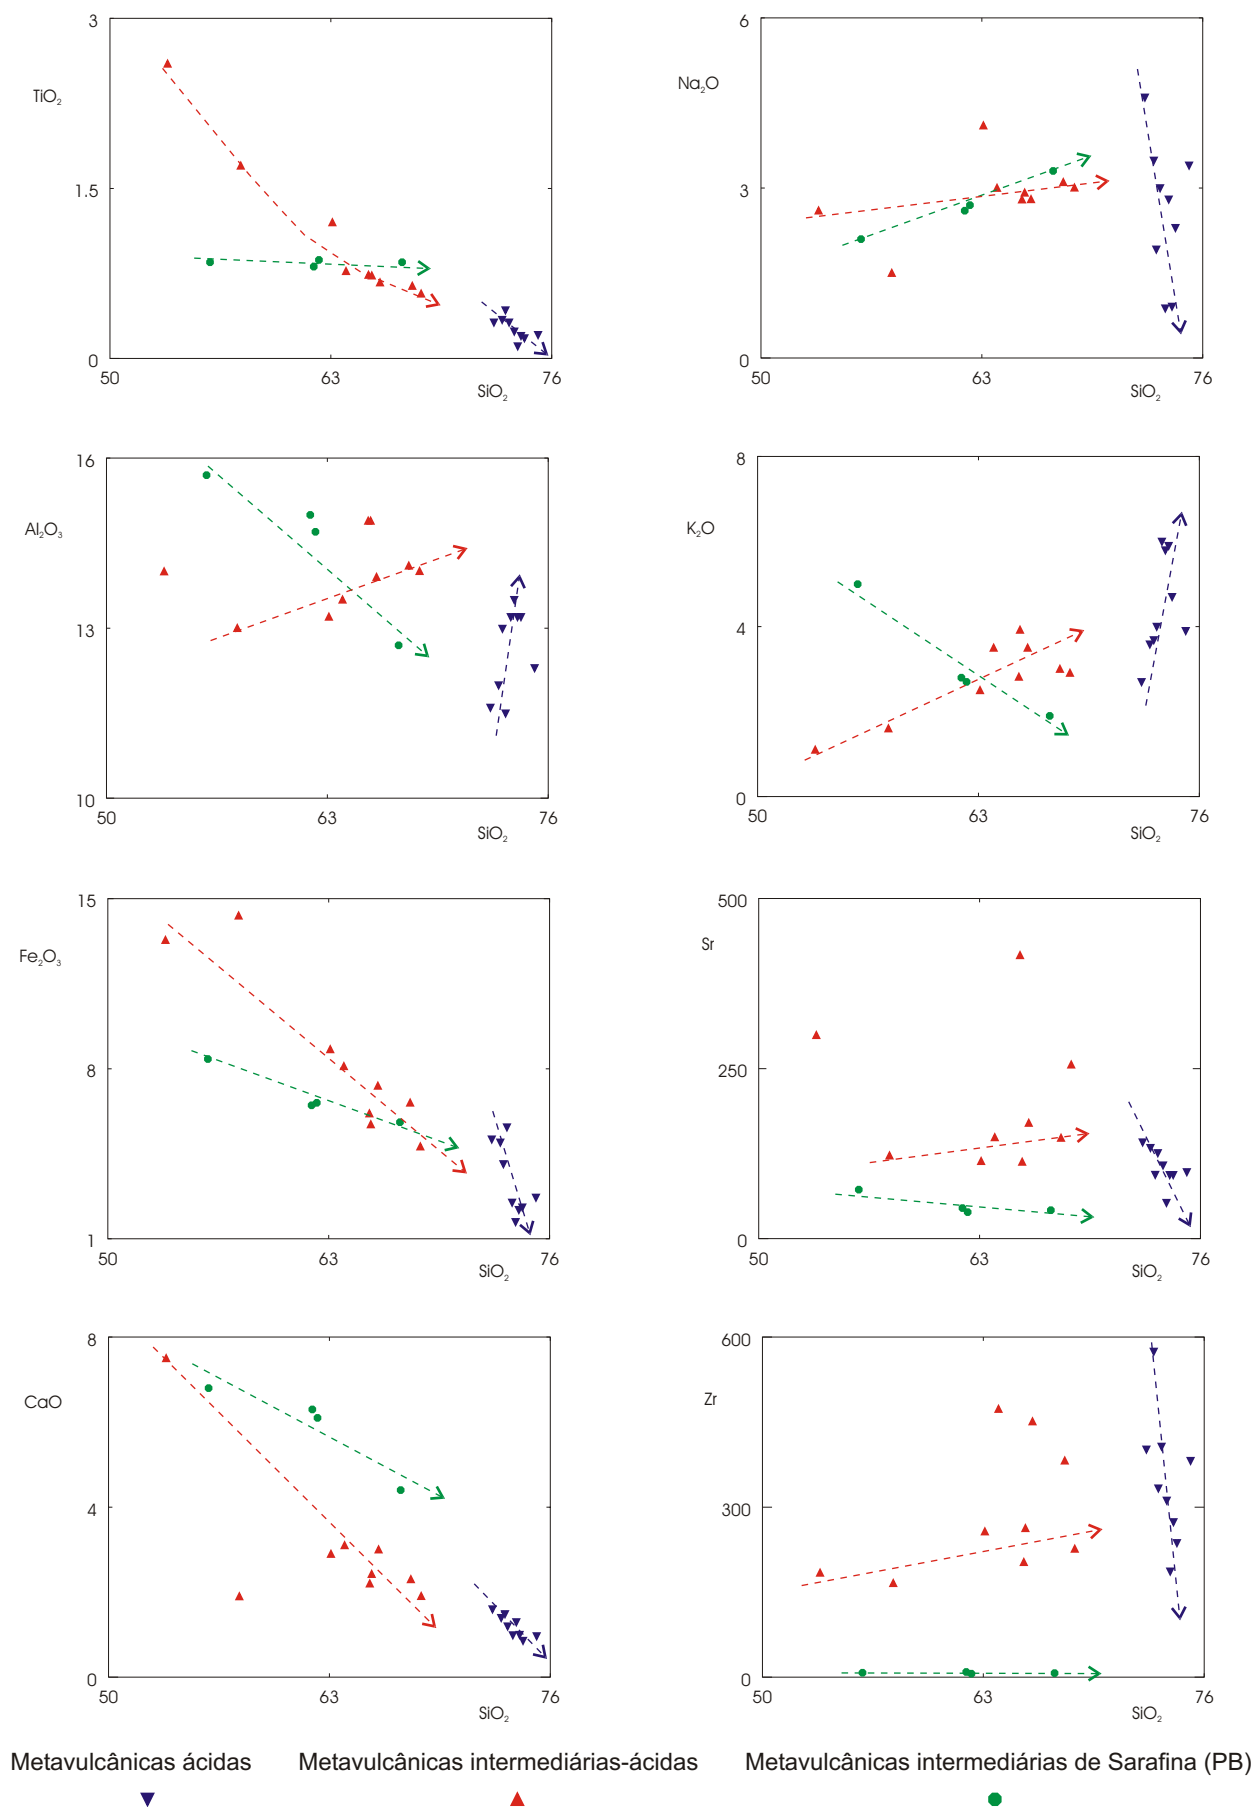 3
TiO₂
1.5
0
50
63
76
SiO₂
6
Na₂O
3
0
50
63
76
SiO₂
16
Al₂O₃
13
10
50
63
76
SiO₂
8
K₂O
4
0
50
63
76
SiO₂
15
Fe₂O₃
8
1
50
63
76
SiO₂
500
Sr
250
0
50
63
76
SiO₂
8
CaO
4
0
50
63
76
SiO₂
600
Zr
300
0
50
63
76
SiO₂
Metavulcânicas ácidas
Metavulcânicas intermediárias-ácidas
Metavulcânicas intermediárias de Sarafina (PB)